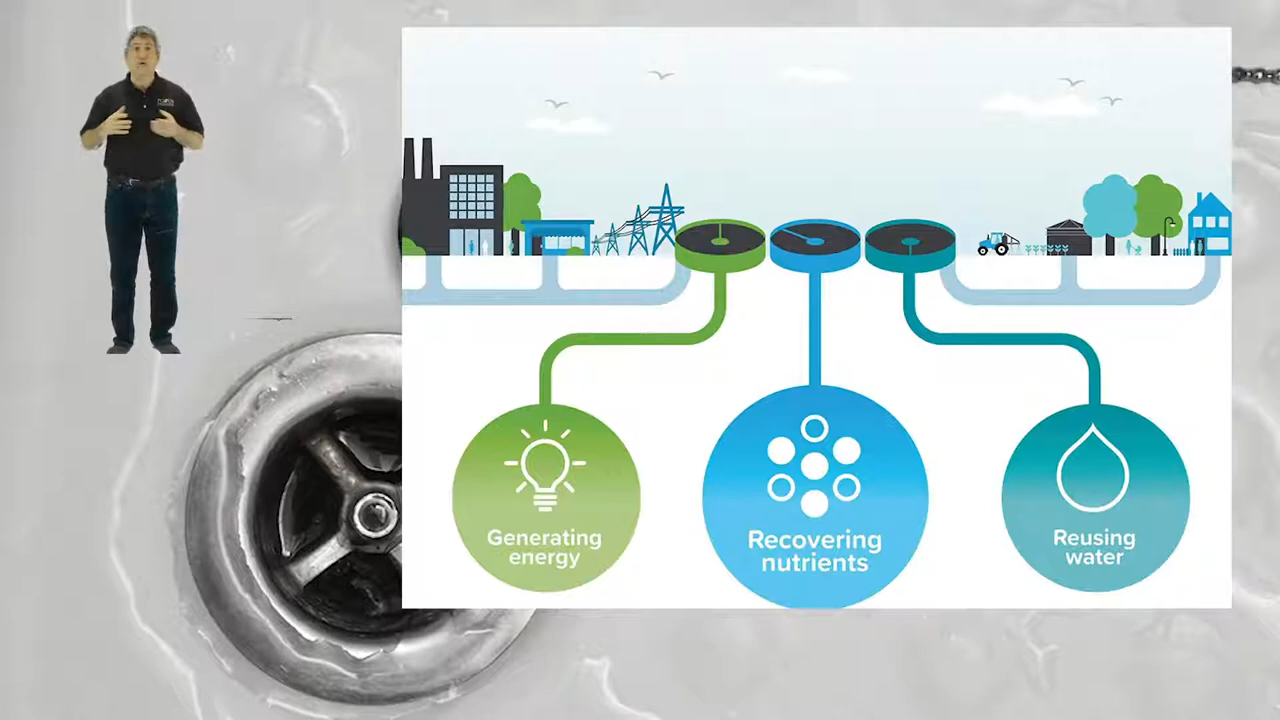 Generating
energy
Recovering
nutrients
Reusing
water